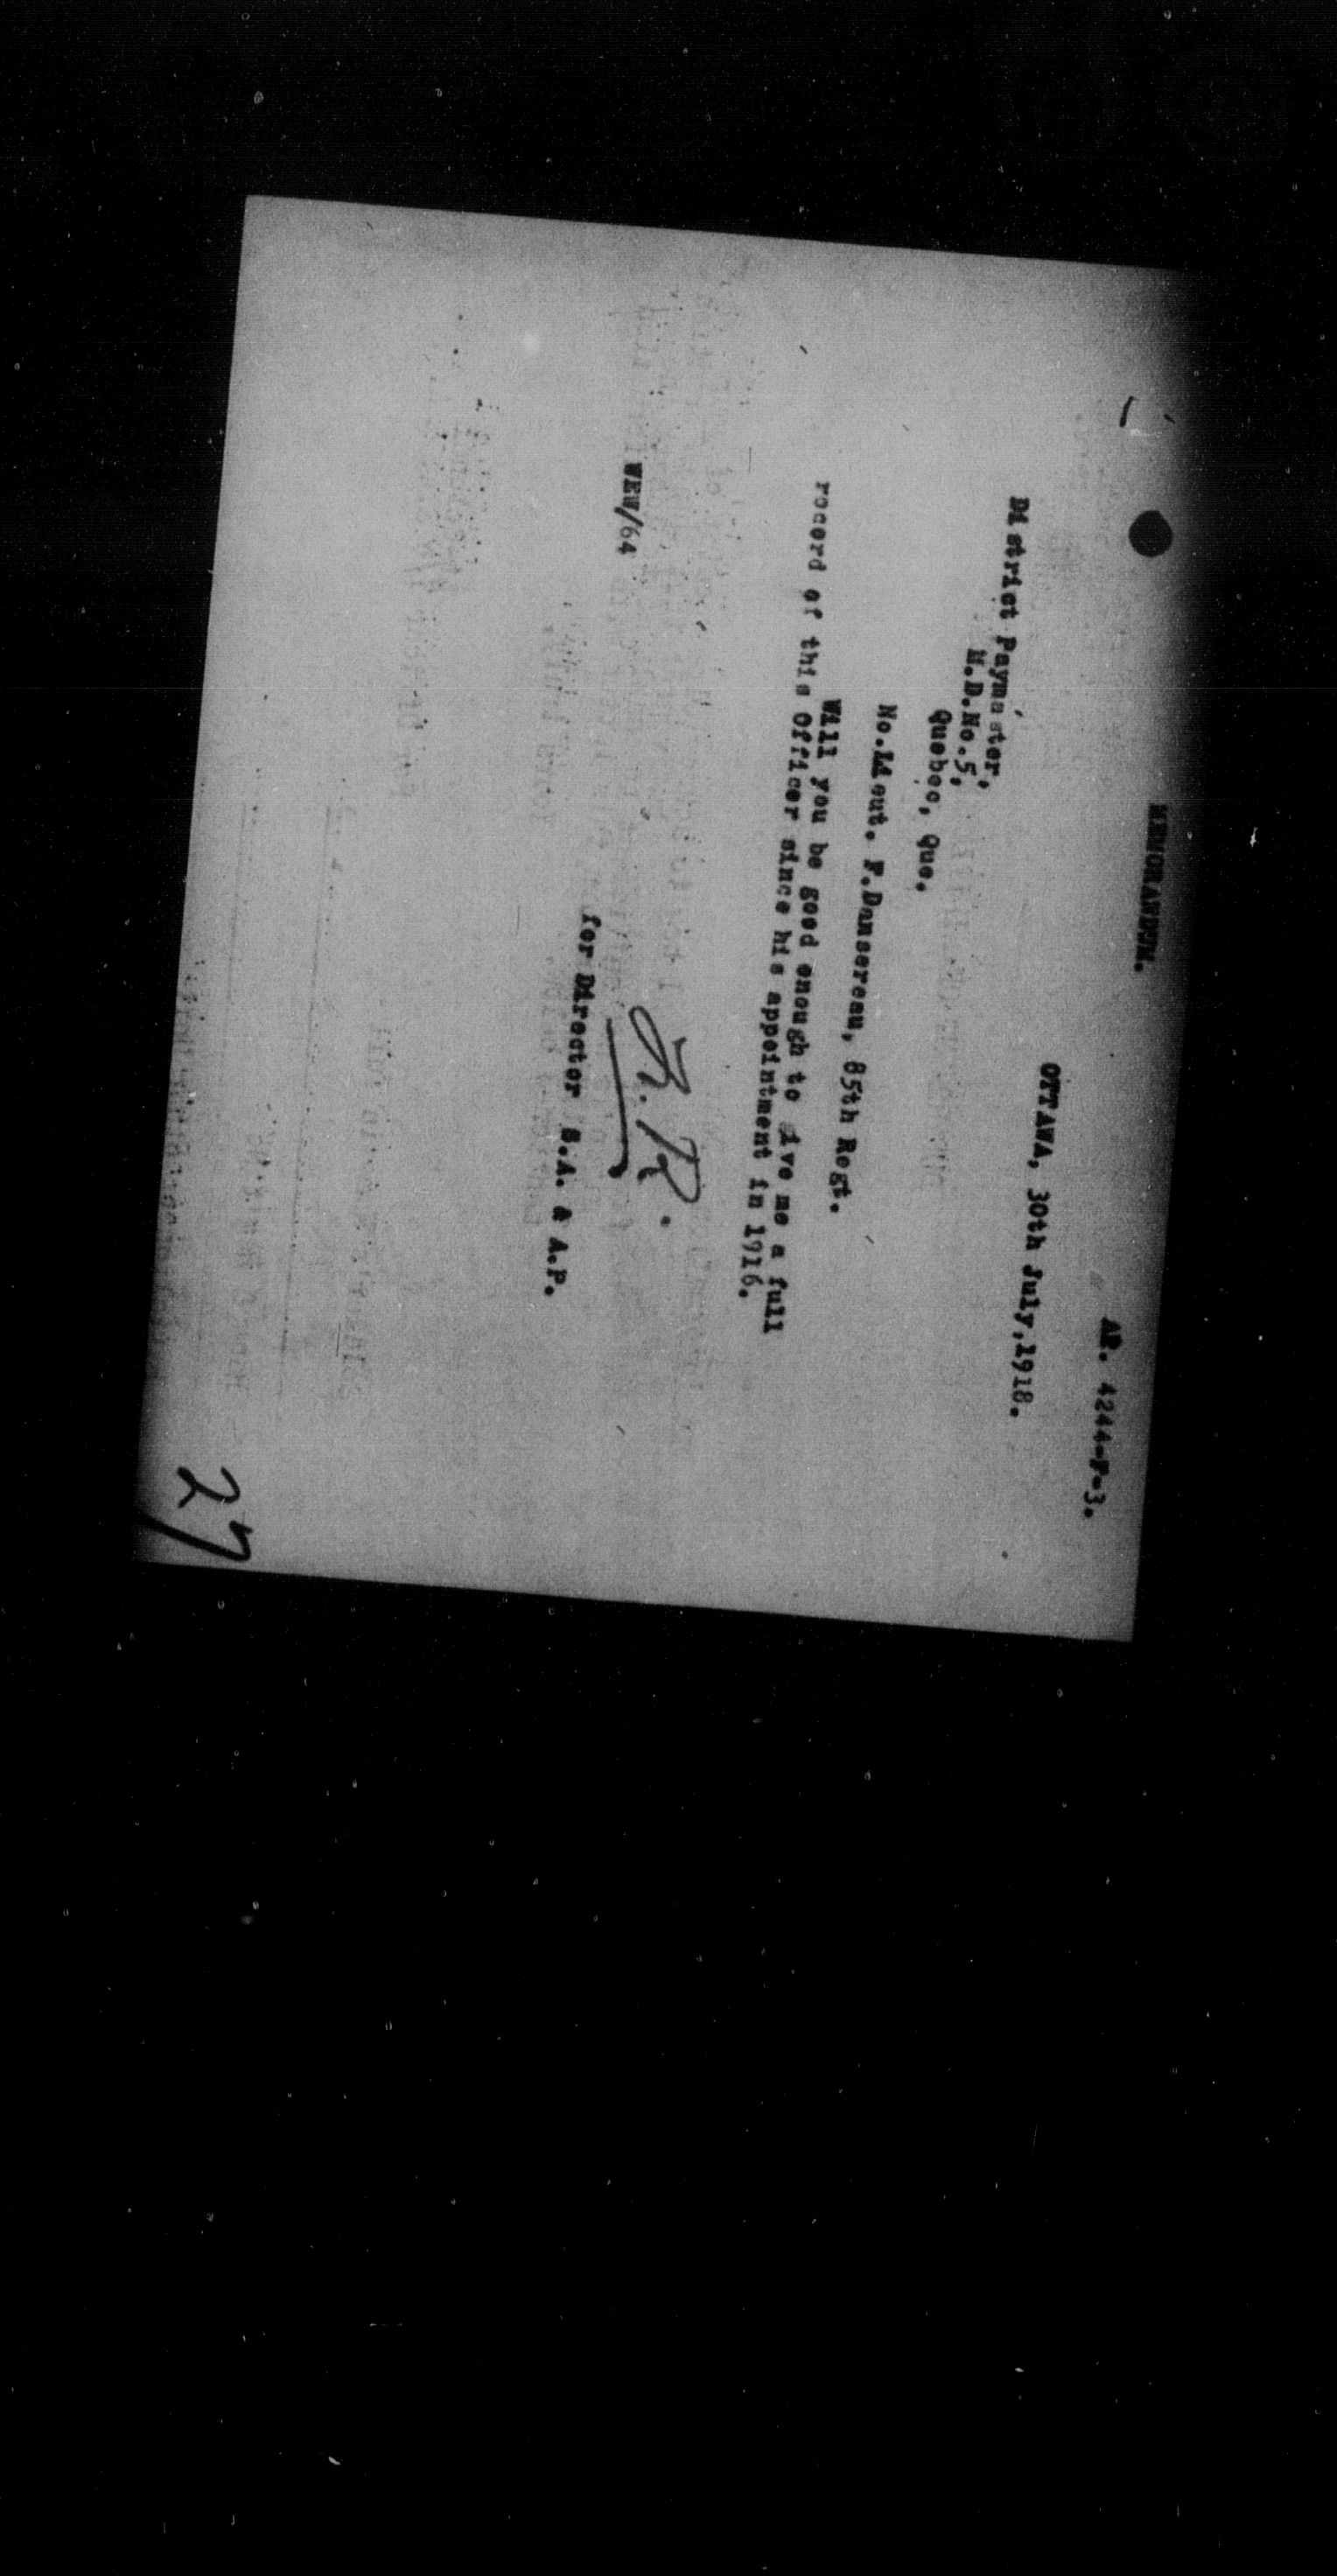 MEMORANDUM.
AR. 4244-F-3.
OTTAWA, 30th July, 1918.
District Paymaster,
M.D.No.5,
Quebec, Que.
No.Lieut. F.Dansereau, 85th Regt.
Will you be good enough to give me a full
record of this Officer since his appointment in 1916.
WEW/64
for Director S.A. & A.P.
27